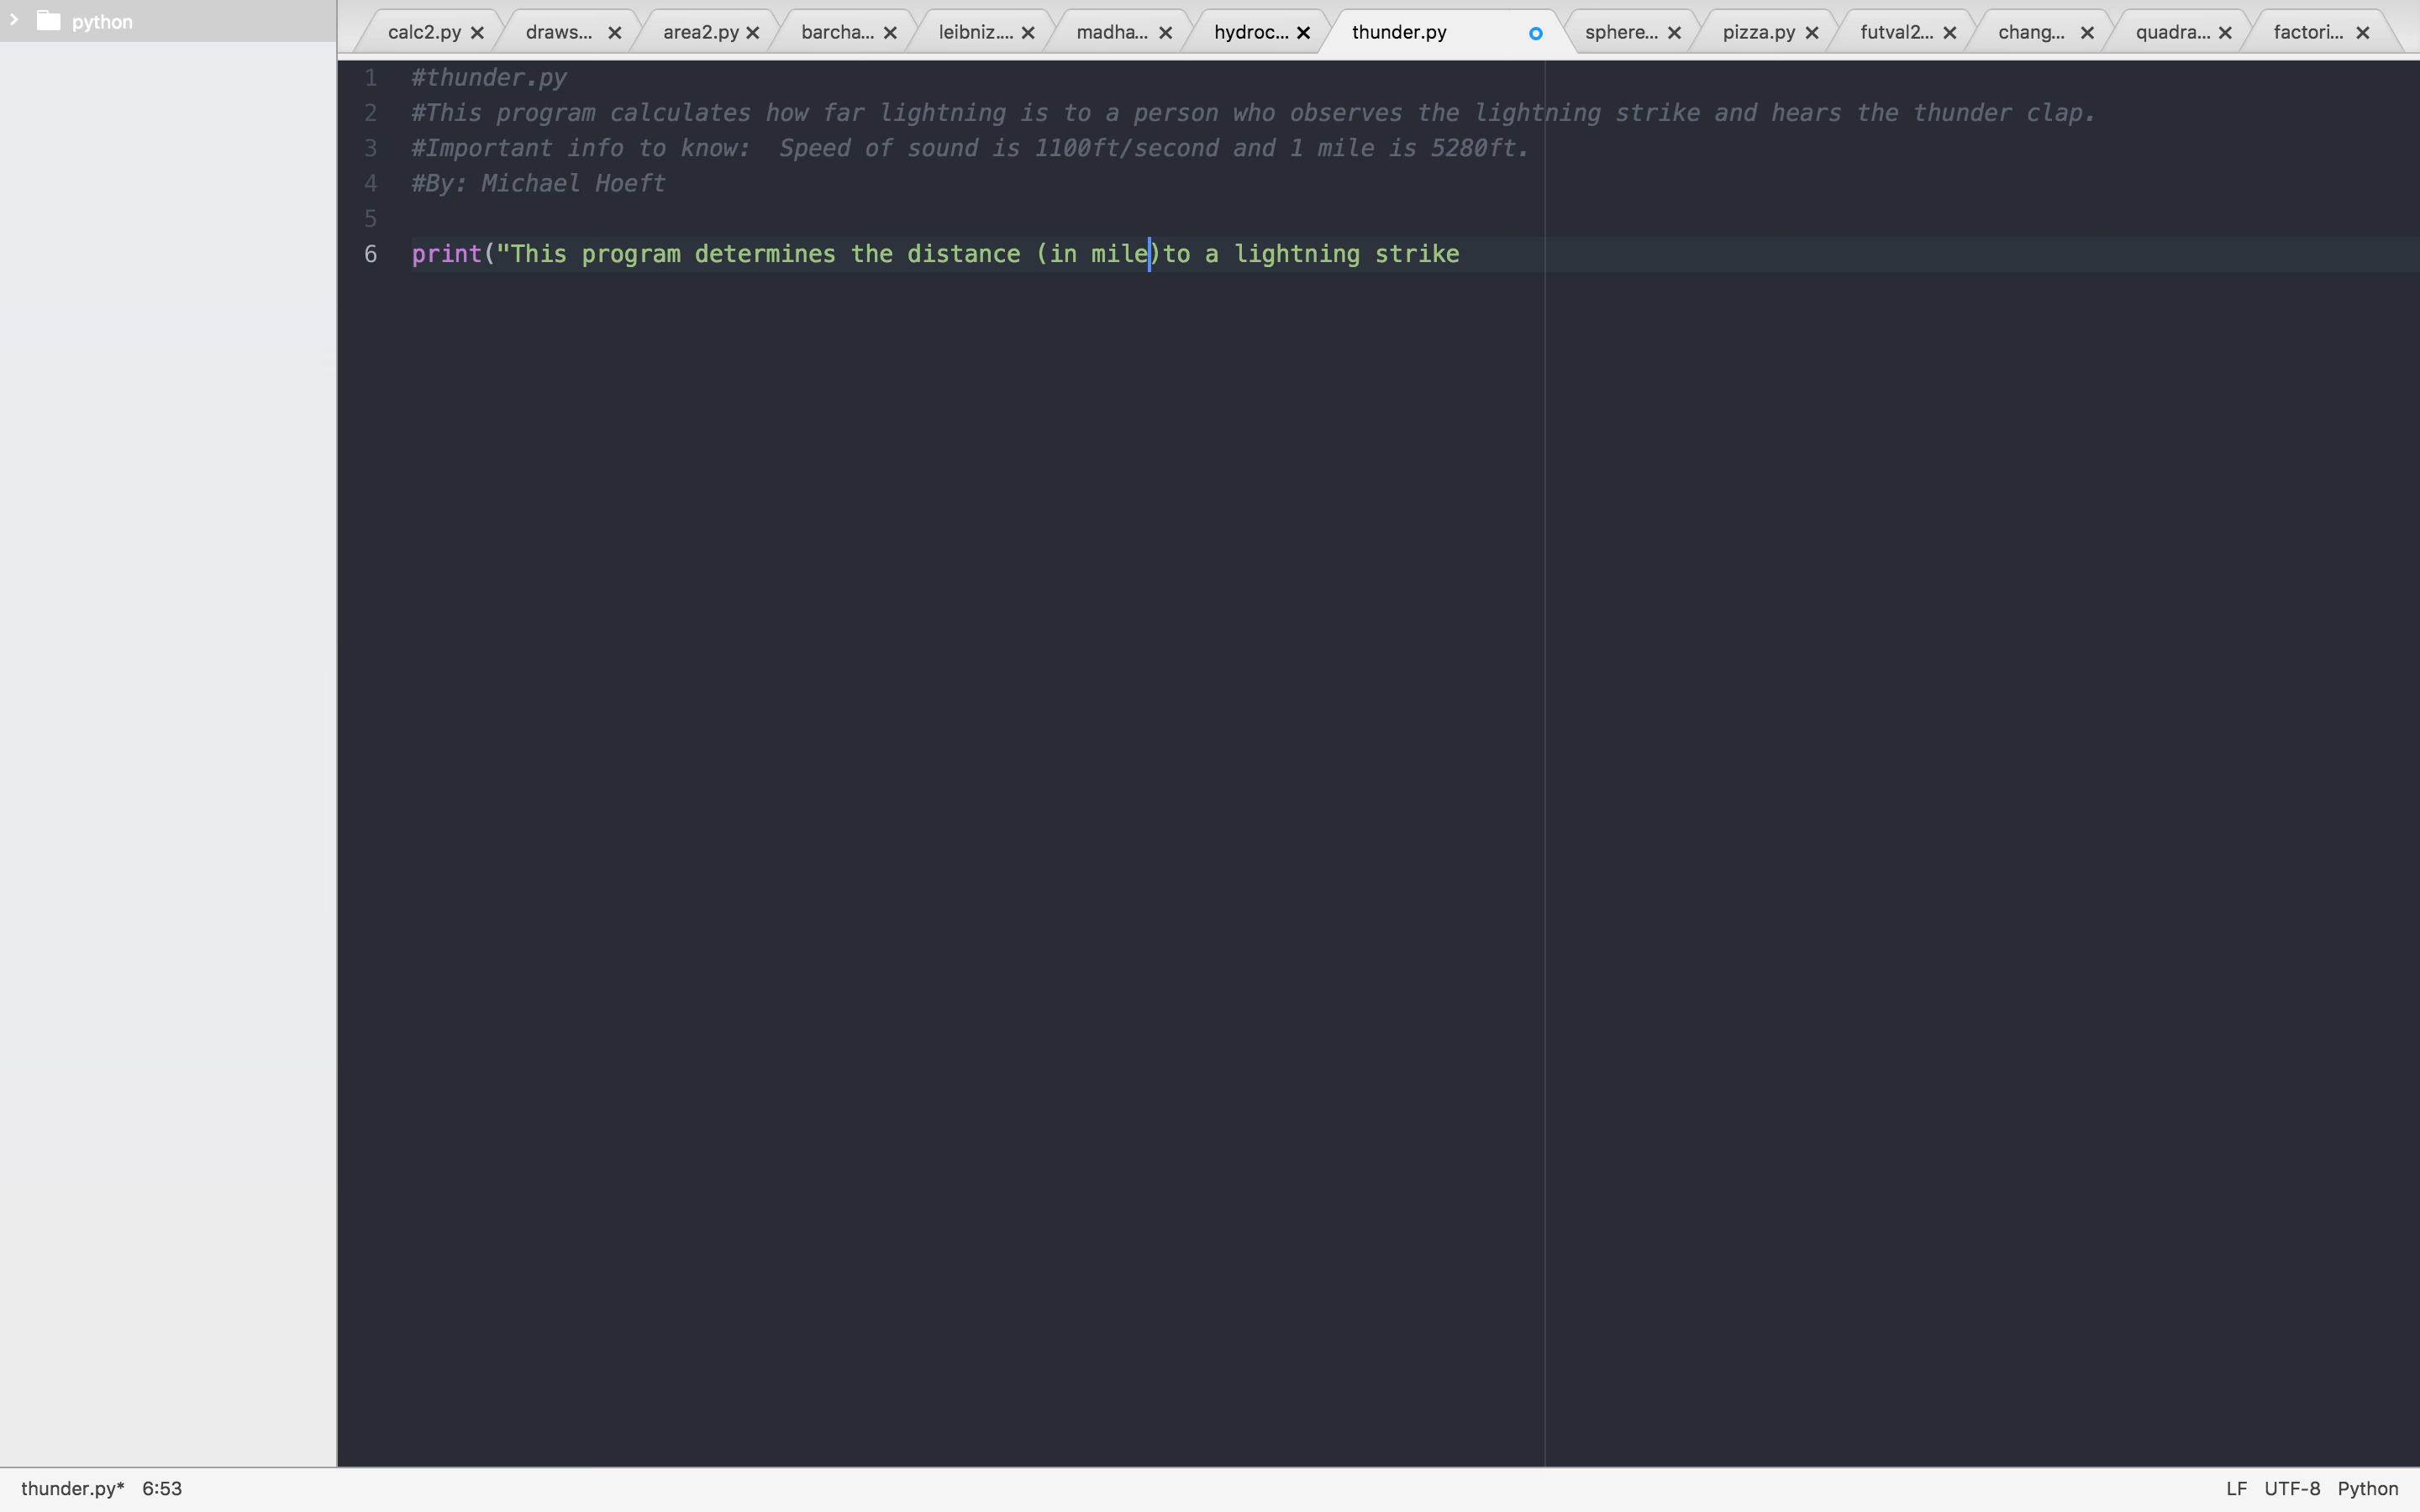 python
calc2.py draws... area2.py barcha... leibniz.... madha... hydroc... thunder.py sphere... pizza.py futval2... chang... quadra... factori...
1 #thunder.py
2 #This program calculates how far lightning is to a person who observes the lightning strike and hears the thunder clap.
3 #Important info to know:  Speed of sound is 1100ft/second and 1 mile is 5280ft.
4 #By: Michael Hoeft
5
6 print("This program determines the distance (in mile)to a lightning strike
thunder.py* 6:53 LF UTF-8 Python